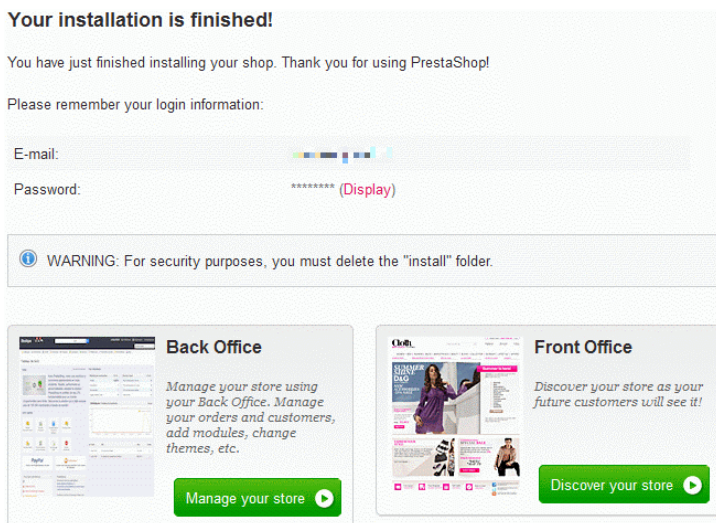 Your installation is finished!
You have just finished installing your shop. Thank you for using PrestaShop!
Please remember your login information:
E-mail:
Password: ******** (Display)
WARNING: For security purposes, you must delete the "install" folder.
Back Office
Manage your store using
your Back Office. Manage
your orders and customers,
add modules, change
themes, etc.
Manage your store
Cloth
SUMMER
Front Office
Discover your store as your
future customers will see it!
Discover your store